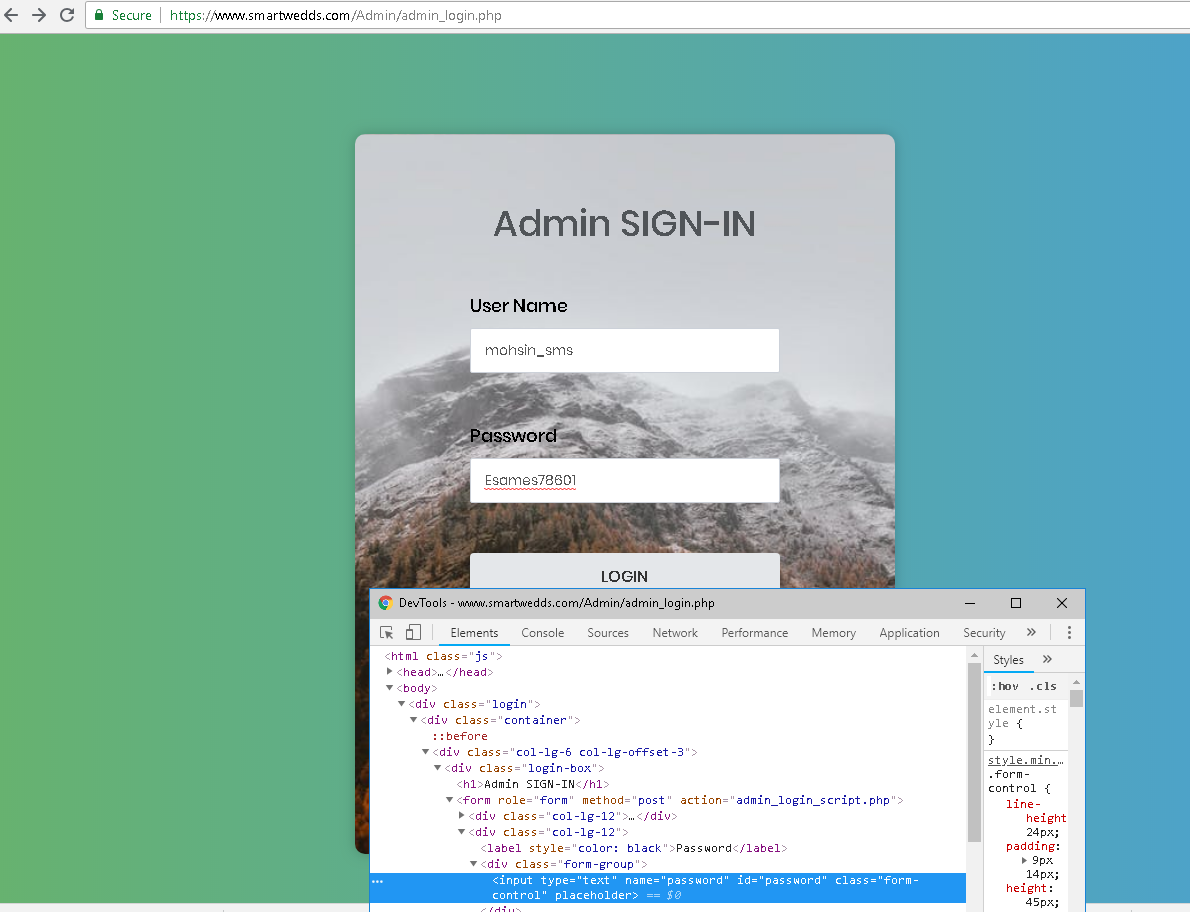 Secure https://www.smartwedds.com/Admin/admin_login.php
Admin SIGN-IN
User Name
mohsin_sms
Password
Esames78601
LOGIN
DevTools - www.smartwedds.com/Admin/admin_login.php
Elements Console Sources Network Performance Memory Application Security »
<html class="js">
<head>…</head>
<body>
<div class="login">
<div class="container">
::before
<div class="col-lg-6 col-lg-offset-3">
<div class="login-box">
<h1>Admin SIGN-IN</h1>
<form role="form" method="post" action="admin_login_script.php">
<div class="col-lg-12">…</div>
<div class="col-lg-12">
<label style="color: black">Password</label>
<div class="form-group">
<input type="text" name="password" id="password" class="form-
control" placeholder> == $0
</div>
Styles »
:hov .cls
element.st
yle {
}
style.min.…
.form-
control {
line-
height
24px;
padding:
9px
14px;
height:
45px;